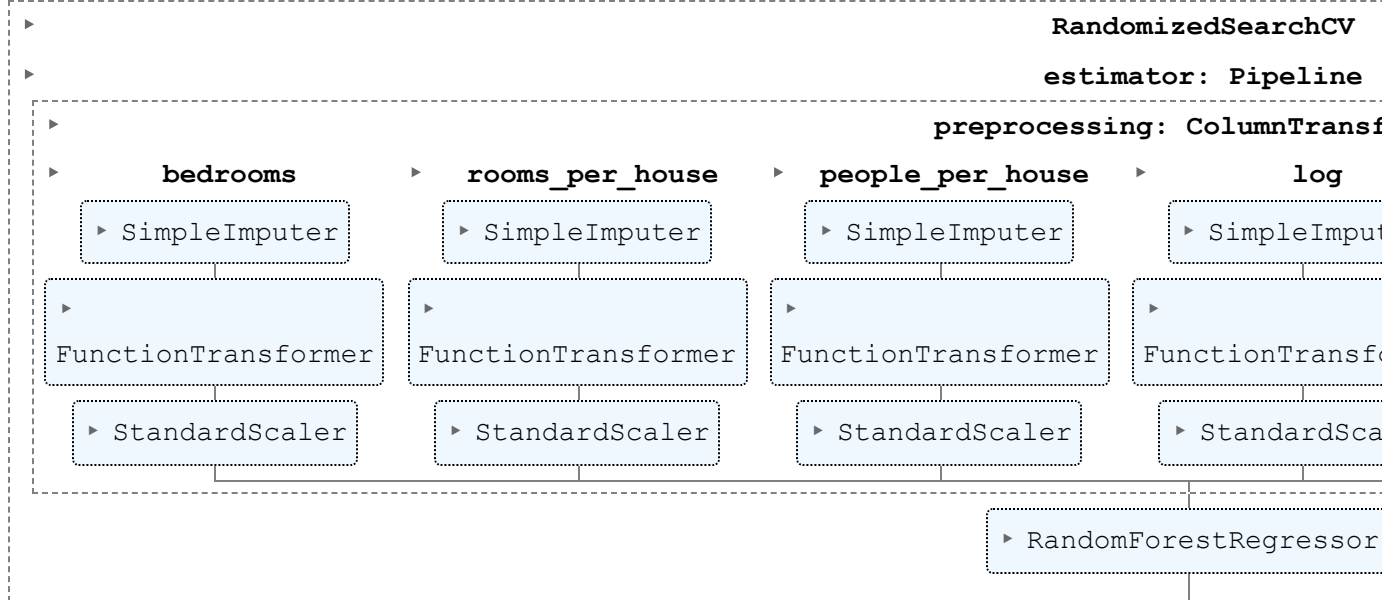 RandomizedSearchCV
estimator: Pipeline
preprocessing: ColumnTransf
bedrooms rooms_per_house people_per_house log
SimpleImputer SimpleImputer SimpleImputer SimpleImput
FunctionTransformer FunctionTransformer FunctionTransformer FunctionTransfo
StandardScaler StandardScaler StandardScaler StandardSca
RandomForestRegressor